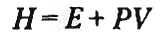 H = E + PV